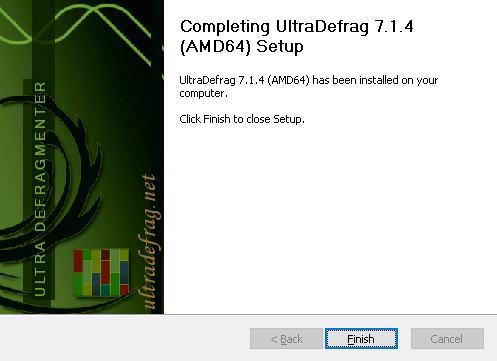 Completing UltraDefrag 7.1.4
(AMD64) Setup
UltraDefrag 7.1.4 (AMD64) has been installed on your
computer.
Click Finish to close Setup.
ULTRA DEFRAGMENTER
ultradefrag.net
< Back
Finish
Cancel